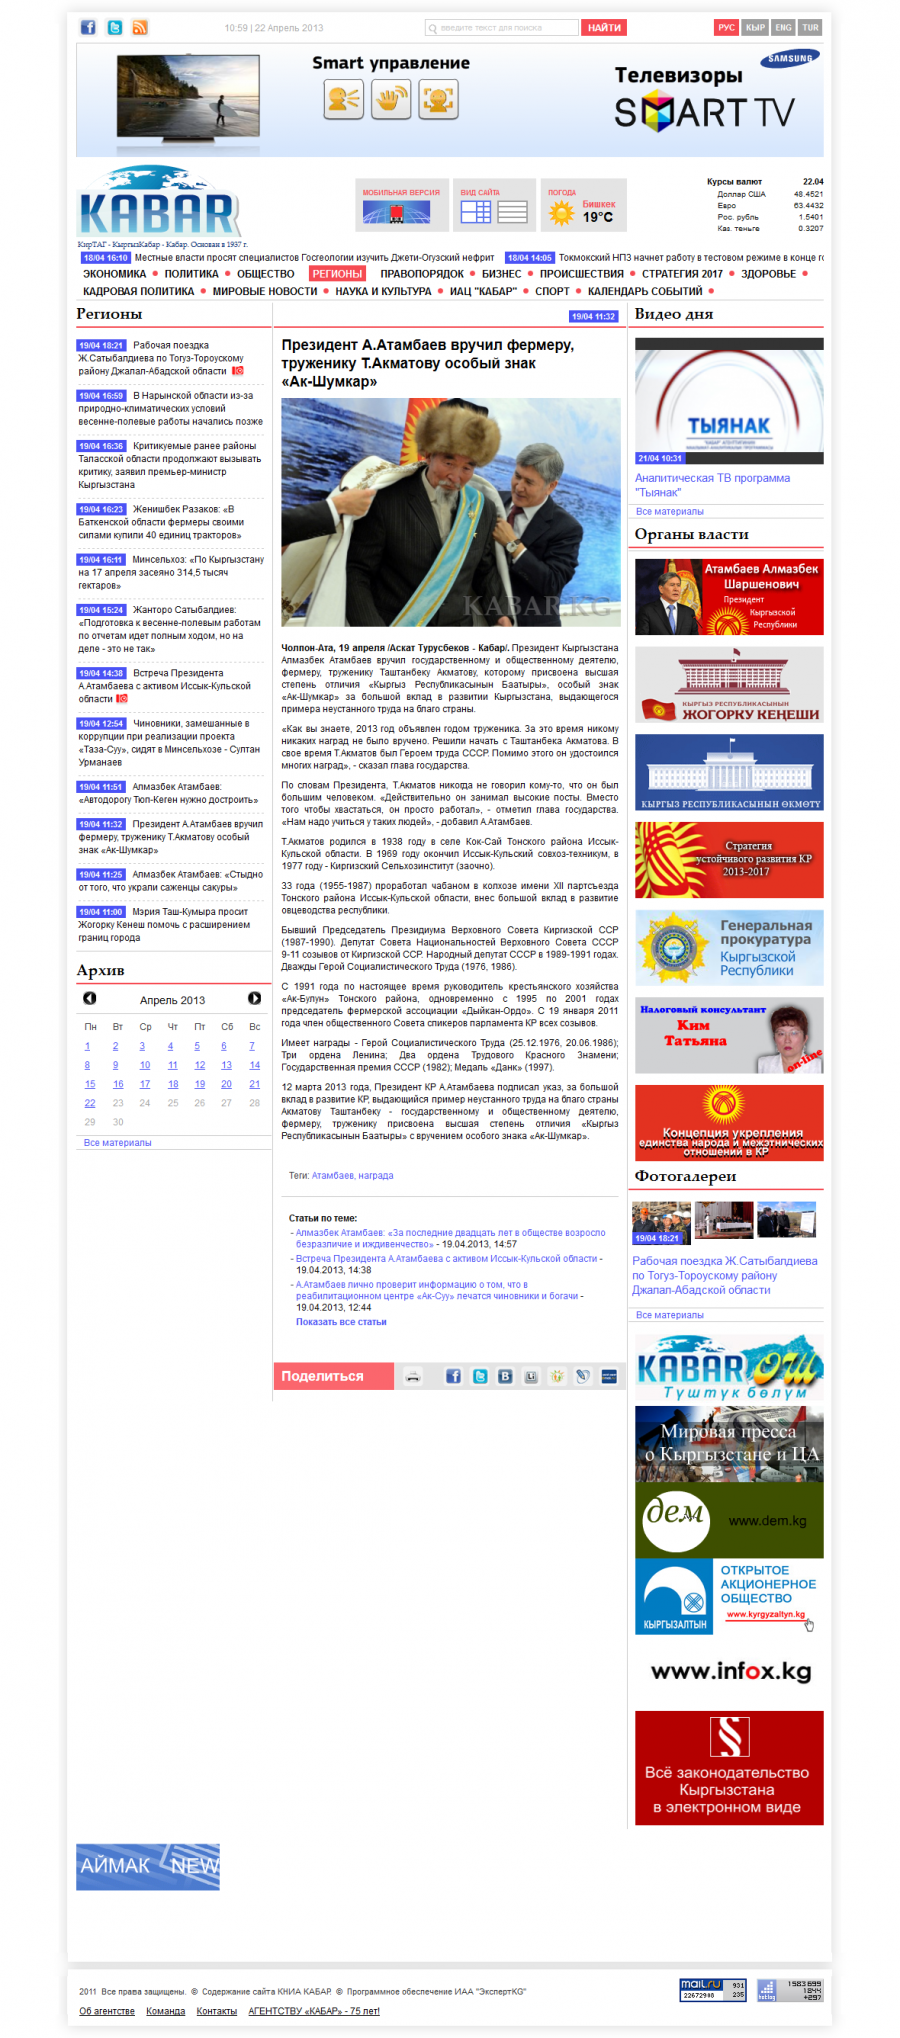 10:59 | 22 Апрель 2013
введите текст для поиска
НАЙТИ
РУС КЫР ENG TUR
Smart управление
Телевизоры
SMART TV
SAMSUNG
KABAR
КирТАГ - КыргызКабар - Кабар. Основан в 1937 г.
МОБИЛЬНАЯ ВЕРСИЯ
ВИД САЙТА
ПОГОДА
Бишкек
19°C
Курсы валют 22.04
Доллар США 48.4521
Евро 63.4432
Рос. рубль 1.5401
Каз. теньге 0.3207
18/04 16:10 Местные власти просят специалистов Госгеологии изучить Джети-Огузский нефрит 18/04 14:05 Токмокский НПЗ начнет работу в тестовом режиме в конце го
ЭКОНОМИКА ПОЛИТИКА ОБЩЕСТВО РЕГИОНЫ ПРАВОПОРЯДОК БИЗНЕС ПРОИСШЕСТВИЯ СТРАТЕГИЯ 2017 ЗДОРОВЬЕ
КАДРОВАЯ ПОЛИТИКА МИРОВЫЕ НОВОСТИ НАУКА И КУЛЬТУРА ИАЦ "КАБАР" СПОРТ КАЛЕНДАРЬ СОБЫТИЙ
Регионы
19/04 18:21 Рабочая поездка
Ж.Сатыбалдиева по Тогуз-Тороускому
району Джалал-Абадской области
19/04 16:59 В Нарынской области из-за
природно-климатических условий
весенне-полевые работы начались позже
19/04 16:36 Критикуемые ранее районы
Таласской области продолжают вызывать
критику, заявил премьер-министр
Кыргызстана
19/04 16:23 Женишбек Разаков: «В
Баткенской области фермеры своими
силами купили 40 единиц тракторов»
19/04 16:11 Минсельхоз: «По Кыргызстану
на 17 апреля засеяно 314,5 тысяч
гектаров»
19/04 15:24 Жанторо Сатыбалдиев:
«Подготовка к весенне-полевым работам
по отчетам идет полным ходом, но на
деле - это не так»
19/04 14:38 Встреча Президента
А.Атамбаева с активом Иссык-Кульской
области
19/04 12:54 Чиновники, замешанные в
коррупции при реализации проекта
«Таза-Суу», сидят в Минсельхозе - Султан
Урманаев
19/04 11:51 Алмазбек Атамбаев:
«Автодорогу Тюп-Кеген нужно достроить»
19/04 11:32 Президент А.Атамбаев вручил
фермеру, труженику Т.Акматову особый
знак «Ак-Шумкар»
19/04 11:25 Алмазбек Атамбаев: «Стыдно
от того, что украли саженцы сакуры»
19/04 11:00 Мэрия Таш-Кумыра просит
Жогорку Кенеш помочь с расширением
границ города
Архив
Апрель 2013
Пн Вт Ср Чт Пт Сб Вс
1 2 3 4 5 6 7
8 9 10 11 12 13 14
15 16 17 18 19 20 21
22 23 24 25 26 27 28
29 30
Все материалы
19/04 11:32
Президент А.Атамбаев вручил фермеру,
труженику Т.Акматову особый знак
«Ак-Шумкар»
KABAR.KG
Чолпон-Ата, 19 апреля /Аскат Турусбеков - Кабар/. Президент Кыргызстана
Алмазбек Атамбаев вручил государственному и общественному деятелю,
фермеру, труженику Таштанбеку Акматову, которому присвоена высшая
степень отличия «Кыргыз Республикасынын Баатыры», особый знак
«Ак-Шумкар» за большой вклад в развитии Кыргызстана, выдающегося
примера неустанного труда на благо страны.
«Как вы знаете, 2013 год объявлен годом труженика. За это время никому
никаких наград не было вручено. Решили начать с Таштанбека Акматова. В
свое время Т.Акматов был Героем труда СССР. Помимо этого он удостоился
многих наград», - сказал глава государства.
По словам Президента, Т.Акматов никогда не говорил кому-то, что он был
большим человеком. «Действительно он занимал высокие посты. Вместо
того чтобы хвастаться, он просто работал», - отметил глава государства.
«Нам надо учиться у таких людей», - добавил А.Атамбаев.
Т.Акматов родился в 1938 году в селе Кок-Сай Тонского района Иссык-
Кульской области. В 1969 году окончил Иссык-Кульский совхоз-техникум, в
1977 году - Киргизский Сельхозинститут (заочно).
33 года (1955-1987) проработал чабаном в колхозе имени XII партсъезда
Тонского района Иссык-Кульской области, внес большой вклад в развитие
овцеводства республики.
Бывший Председатель Президиума Верховного Совета Киргизской ССР
(1987-1990). Депутат Совета Национальностей Верховного Совета СССР
9-11 созывов от Киргизской ССР. Народный депутат СССР в 1989-1991 годах.
Дважды Герой Социалистического Труда (1976, 1986).
С 1991 года по настоящее время руководитель крестьянского хозяйства
«Ак-Булун» Тонского района, одновременно с 1995 по 2001 годах
председатель фермерской ассоциации «Дыйкан-Ордо». С 19 января 2011
года член общественного Совета спикеров парламента КР всех созывов.
Имеет награды - Герой Социалистического Труда (25.12.1976, 20.06.1986);
Три ордена Ленина; Два ордена Трудового Красного Знамени;
Государственная премия СССР (1982); Медаль «Данк» (1997).
12 марта 2013 года, Президент КР А.Атамбаева подписал указ, за большой
вклад в развитие КР, выдающийся пример неустанного труда на благо страны
Акматову Таштанбеку - государственному и общественному деятелю,
фермеру, труженику присвоена высшая степень отличия «Кыргыз
Республикасынын Баатыры» с вручением особого знака «Ак-Шумкар».
Теги: Атамбаев, награда
Статьи по теме:
- Алмазбек Атамбаев: «За последние двадцать лет в обществе возросло
безразличие и иждивенчество» - 19.04.2013, 14:57
- Встреча Президента А.Атамбаева с активом Иссык-Кульской области -
19.04.2013, 14:38
- А.Атамбаев лично проверит информацию о том, что в
реабилитационном центре «Ак-Суу» лечатся чиновники и богачи -
19.04.2013, 12:44
Показать все статьи
Поделиться
Видео дня
ТЫЯНАК
21/04 10:31
Аналитическая ТВ программа
"Тыянак"
Все материалы
Органы власти
Атамбаев Алмазбек
Шаршенович
Президент
Кыргызской
Республики
КЫРГЫЗ РЕСПУБЛИКАСЫНЫН
ЖОГОРКУ КЕҢЕШИ
КЫРГЫЗ РЕСПУБЛИКАСЫНЫН ӨКМӨТҮ
Стратегия
устойчивого развития КР
2013-2017
Генеральная
прокуратура
Кыргызской
Республики
Налоговый консультант
Ким
Татьяна
on-line
Концепция укрепления
единства народа и межэтнических
отношений в КР
Фотогалереи
19/04 18:21
Рабочая поездка Ж.Сатыбалдиева
по Тогуз-Тороускому району
Джалал-Абадской области
Все материалы
KABAR ОШ
Түштүк бөлүм
Мировая пресса
о Кыргызстане и ЦА
дем
www.dem.kg
КЫРГЫЗАЛТЫН
ОТКРЫТОЕ
АКЦИОНЕРНОЕ
ОБЩЕСТВО
www.kyrgyzaltyn.kg
www.infox.kg
Всё законодательство
Кыргызстана
в электронном виде
АЙМАК NEW
2011 Все права защищены. © Содержание сайта КНИА КАБАР. © Программное обеспечение ИАА "ЭкспертKG"
Об агентстве Команда Контакты АГЕНТСТВУ «КАБАР» - 75 лет!
mail.ru 931
22672908 235
hotlog 1983699
1844
+297